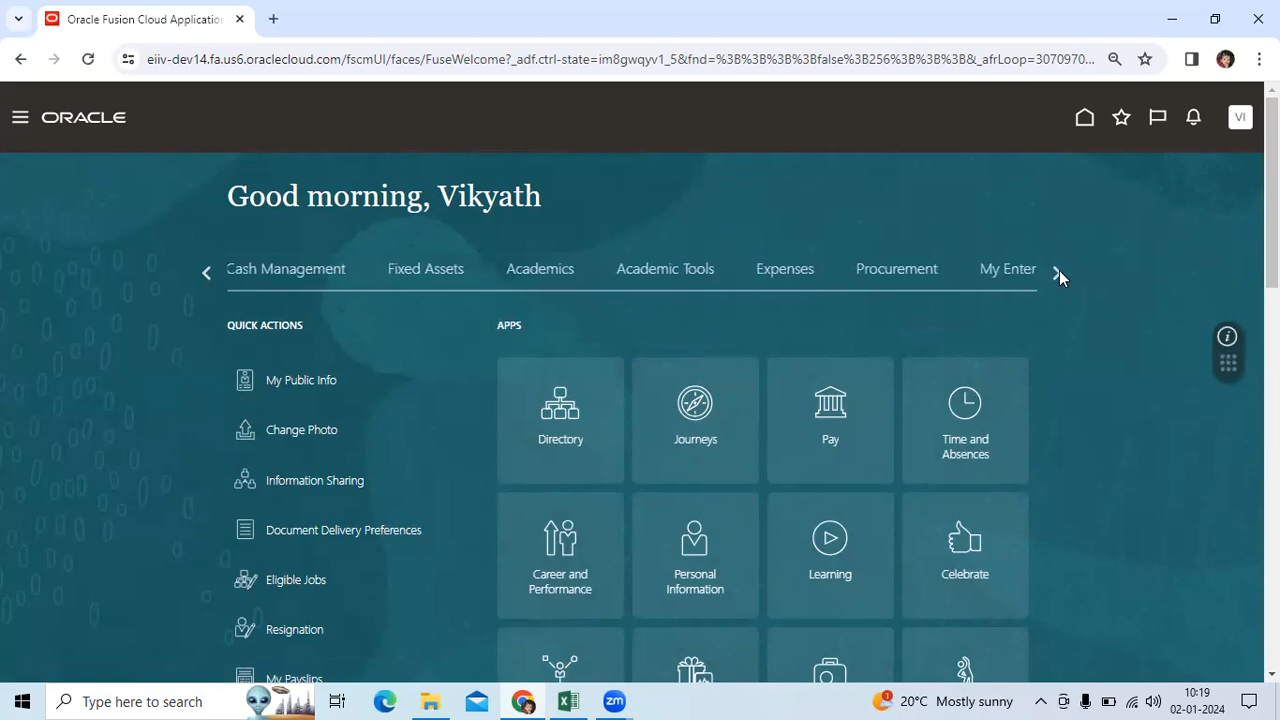 Oracle Fusion Cloud Applicatio
eiiv-dev14.fa.us6.oraclecloud.com/fscmUI/faces/FuseWelcome?_adf.ctrl-state=im8gwqyv1_5&fnd=%3B%3B%3B%3Bfalse%3B256%3B%3B%3B&_afrLoop=3070970...
ORACLE
VI
Good morning, Vikyath
Cash Management Fixed Assets Academics Academic Tools Expenses Procurement My Enter
QUICK ACTIONS
My Public Info
Change Photo
Information Sharing
Document Delivery Preferences
Eligible Jobs
Resignation
My Payslips
APPS
Directory
Journeys
Pay
Time and
Absences
Career and
Performance
Personal
Information
Learning
Celebrate
Type here to search
zm
1
20°C Mostly sunny
10:19
02-01-2024